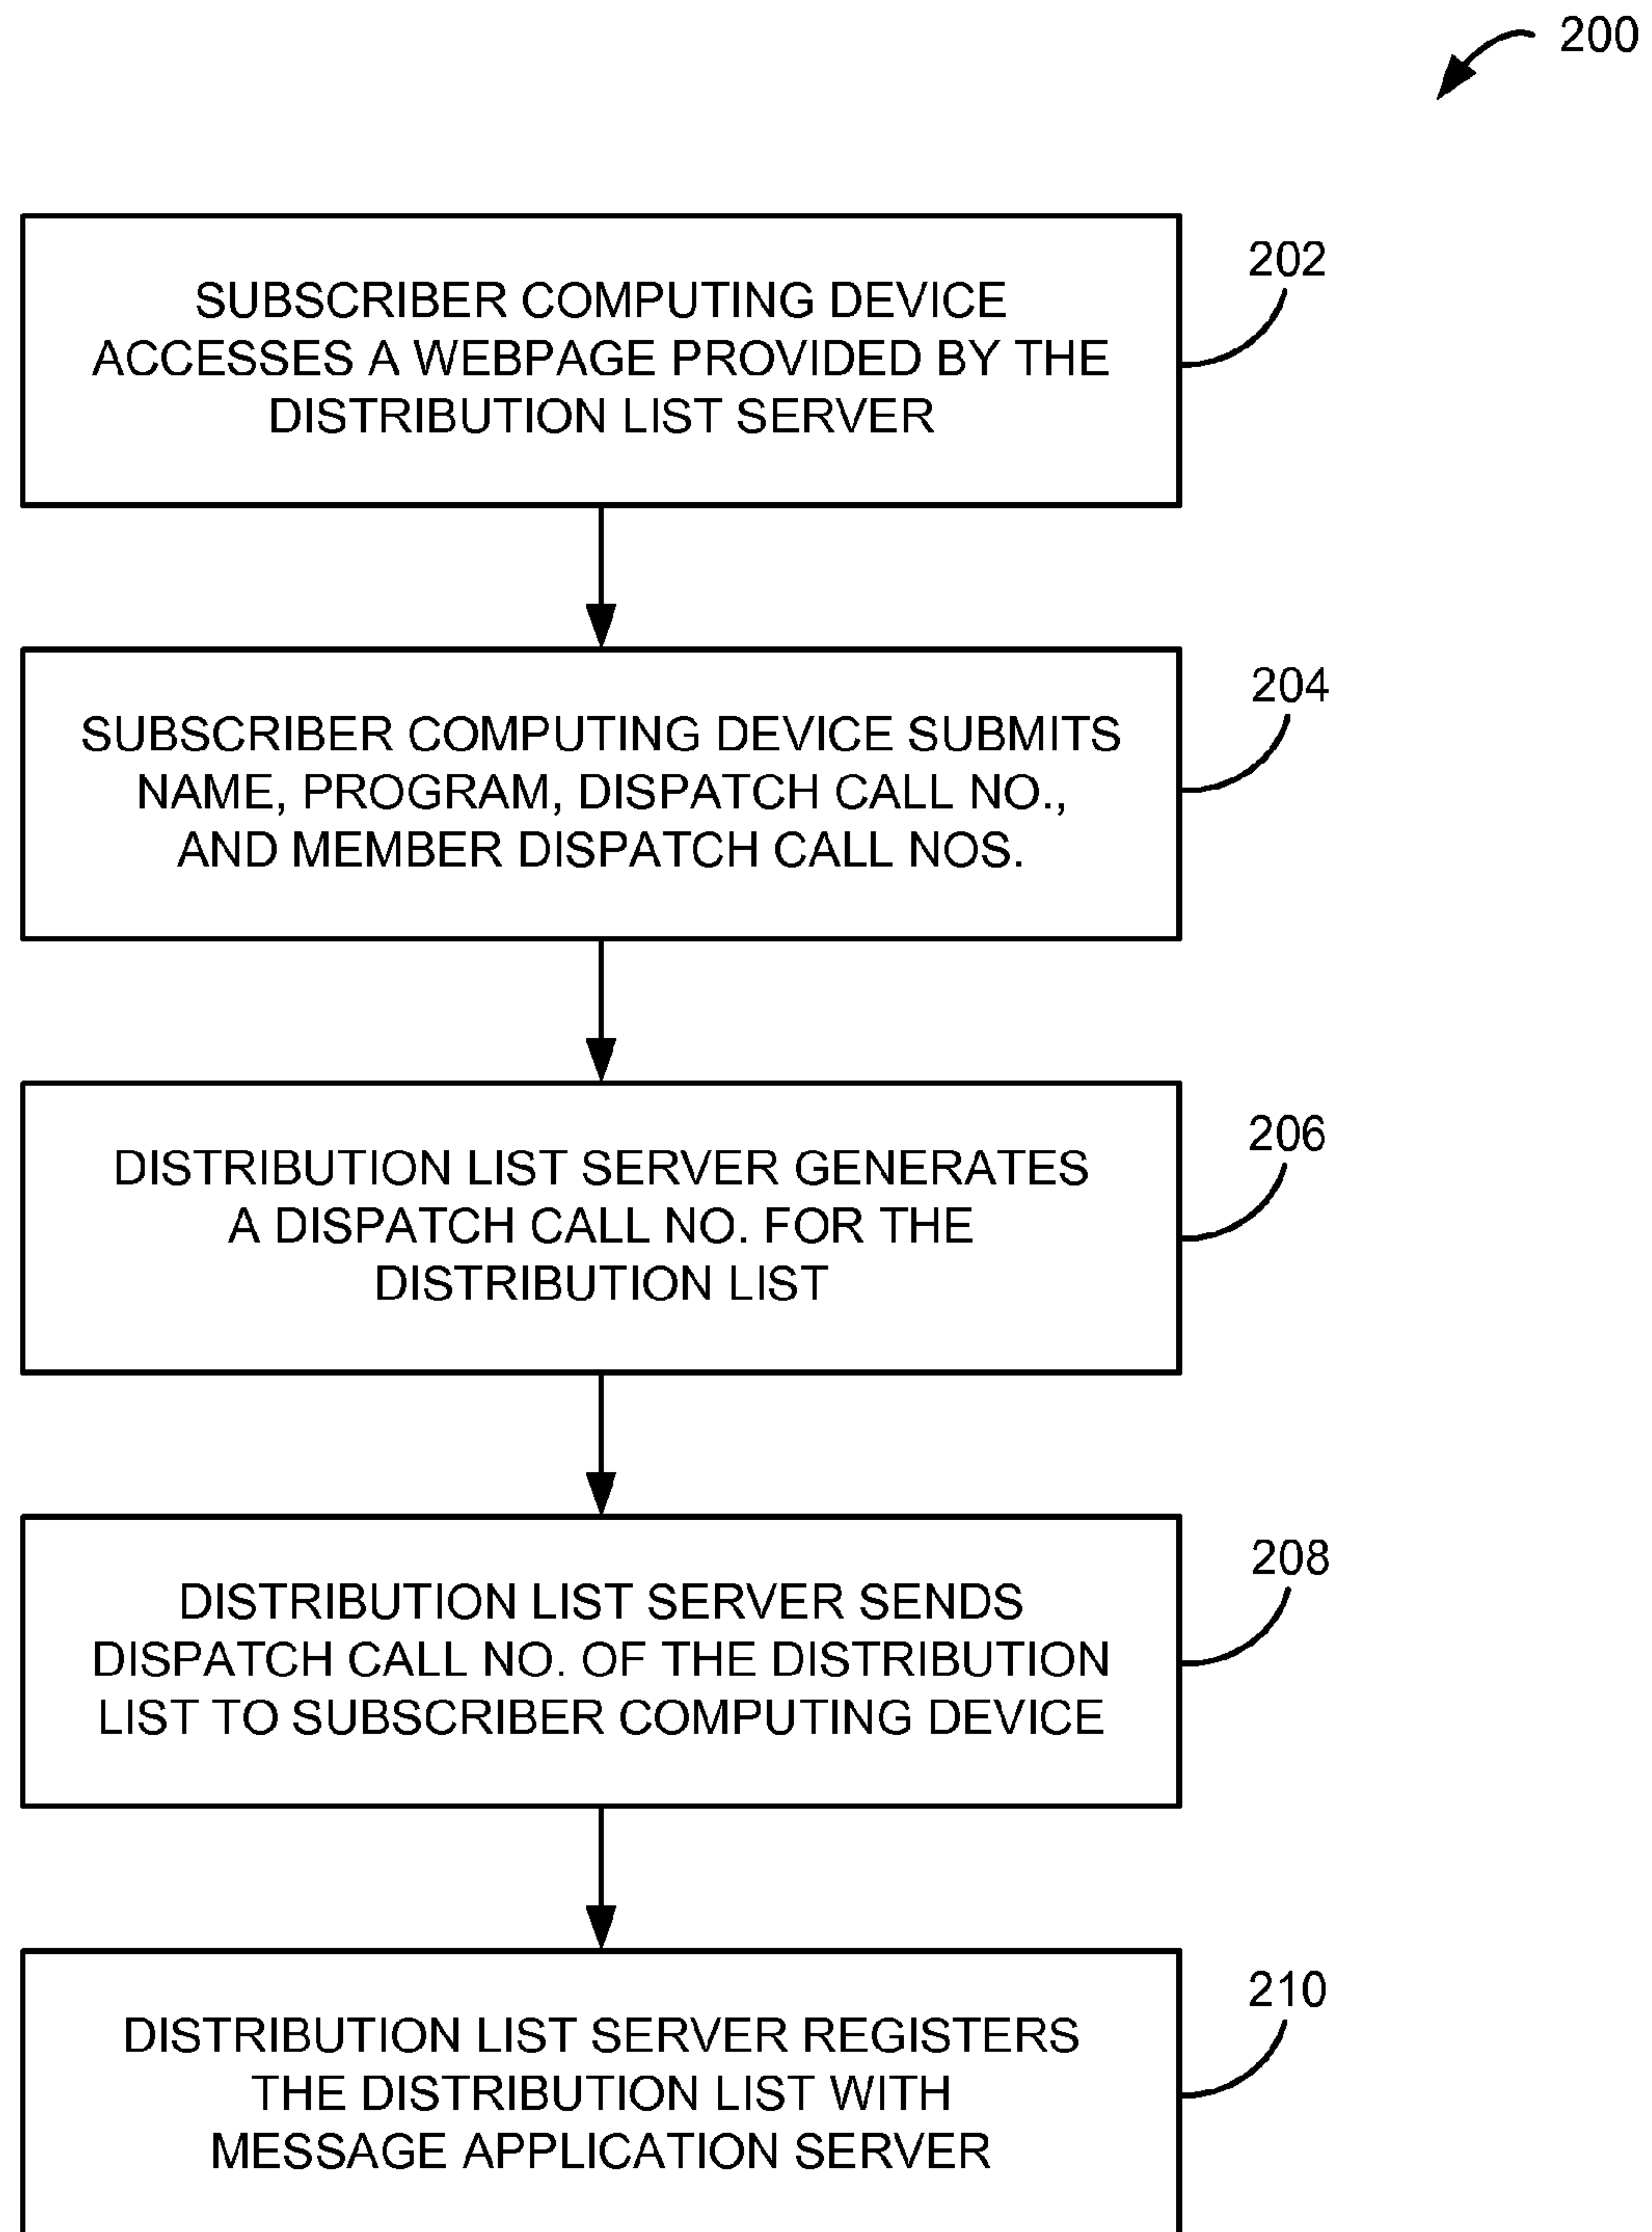 200
SUBSCRIBER COMPUTING DEVICE
ACCESSES A WEBPAGE PROVIDED BY THE
DISTRIBUTION LIST SERVER
202
SUBSCRIBER COMPUTING DEVICE SUBMITS
NAME, PROGRAM, DISPATCH CALL NO.,
AND MEMBER DISPATCH CALL NOS.
204
DISTRIBUTION LIST SERVER GENERATES
A DISPATCH CALL NO. FOR THE
DISTRIBUTION LIST
206
DISTRIBUTION LIST SERVER SENDS
DISPATCH CALL NO. OF THE DISTRIBUTION
LIST TO SUBSCRIBER COMPUTING DEVICE
208
DISTRIBUTION LIST SERVER REGISTERS
THE DISTRIBUTION LIST WITH
MESSAGE APPLICATION SERVER
210